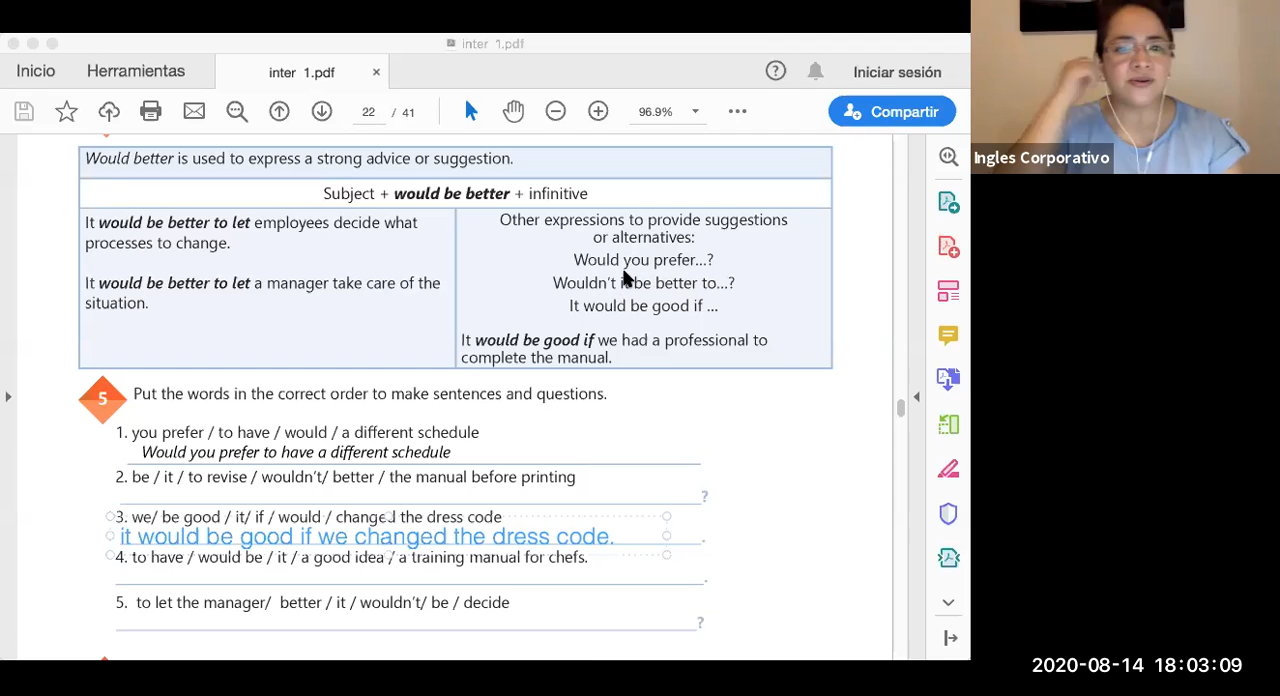 inter 1.pdf
Inicio Herramientas inter 1.pdf × Iniciar sesión
22 / 41 96.9% Compartir
Ingles Corporativo
Would better is used to express a strong advice or suggestion.
Subject + would be better + infinitive
It would be better to let employees decide what
processes to change.
It would be better to let a manager take care of the
situation.
Other expressions to provide suggestions
or alternatives:
Would you prefer...?
Wouldn't it be better to...?
It would be good if ...
It would be good if we had a professional to
complete the manual.
5 Put the words in the correct order to make sentences and questions.
1. you prefer / to have / would / a different schedule
Would you prefer to have a different schedule
2. be / it / to revise / wouldn't/ better / the manual before printing
?
3. we/ be good / it/ if / would / changed the dress code
it would be good if we changed the dress code.
.
4. to have / would be / it / a good idea / a training manual for chefs.
.
5. to let the manager/ better / it / wouldn't/ be / decide
?
2020-08-14 18:03:09